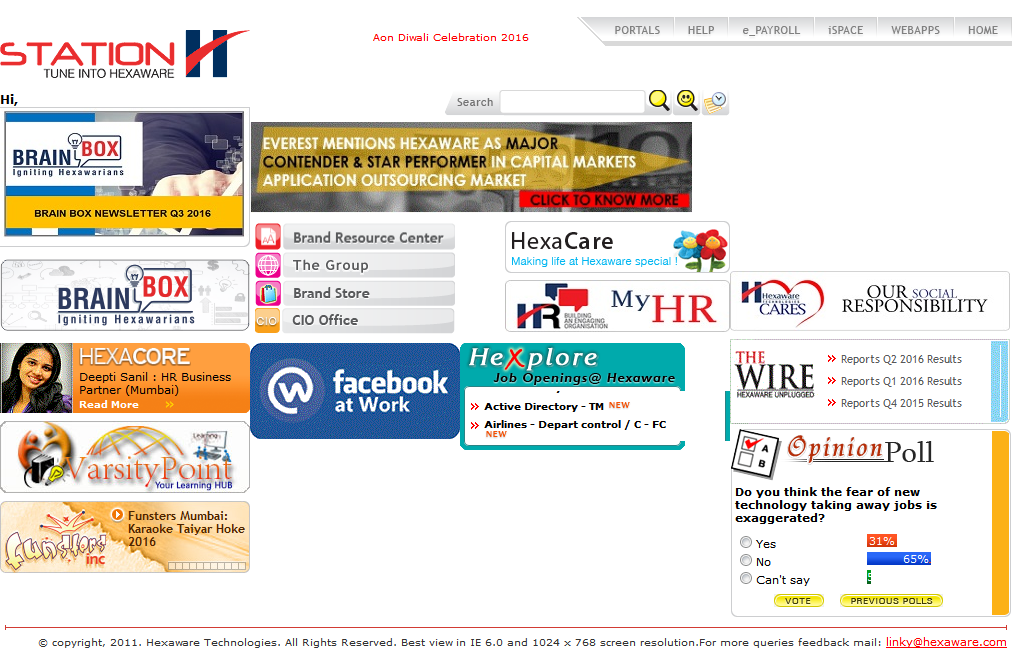 PORTALS
HELP
e_PAYROLL
iSPACE
WEBAPPS
HOME
Aon Diwali Celebration 2016
STATION H
TUNE INTO HEXAWARE
Hi,
Search
BRAIN BOX
Igniting Hexawarians
BRAIN BOX NEWSLETTER Q3 2016
EVEREST MENTIONS HEXAWARE AS MAJOR
CONTENDER & STAR PERFORMER IN CAPITAL MARKETS
APPLICATION OUTSOURCING MARKET
CLICK TO KNOW MORE
Brand Resource Center
The Group
Brand Store
CIO
CIO Office
HexaCare
Making life at Hexaware special !
HR
BUILDING
AN ENGAGING
ORGANISATION
My HR
Hexaware
Technologies
CARES
OUR SOCIAL
RESPONSIBILITY
BRAIN BOX
Igniting Hexawarians
HEXACORE
Deepti Sanil : HR Business
Partner (Mumbai)
Read More
facebook
at Work
HeXplore
Job Openings@ Hexaware
Active Directory - TM NEW
Airlines - Depart control / C - FC
NEW
THE
WIRE
HEXAWARE UNPLUGGED
Reports Q2 2016 Results
Reports Q1 2016 Results
Reports Q4 2015 Results
Learning
VarsityPoint
Your Learning HUB
Funsters inc
Funsters Mumbai:
Karaoke Taiyar Hoke
2016
A
B
OpinionPoll
Do you think the fear of new
technology taking away jobs is
exaggerated?
Yes 31%
No 65%
Can't say
VOTE
PREVIOUS POLLS
© copyright, 2011. Hexaware Technologies. All Rights Reserved. Best view in IE 6.0 and 1024 x 768 screen resolution.For more queries feedback mail: linky@hexaware.com